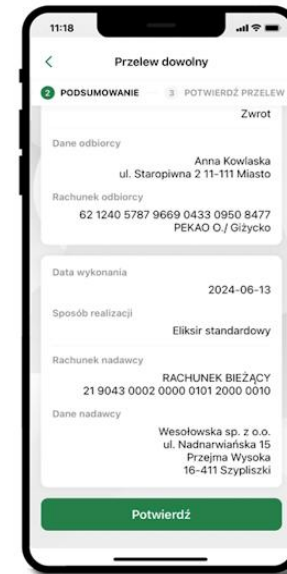 11:18
Przelew dowolny
2 PODSUMOWANIE 3 POTWIERDŹ PRZELEW
Zwrot
Dane odbiorcy
Anna Kowlaska
ul. Staropiwna 2 11-111 Miasto
Rachunek odbiorcy
62 1240 5787 9669 0433 0950 8477
PEKAO O./ Giżycko
Data wykonania
2024-06-13
Sposób realizacji
Eliksir standardowy
Rachunek nadawcy
RACHUNEK BIEŻĄCY
21 9043 0002 0000 0101 2000 0010
Dane nadawcy
Wesołowska sp. z o.o.
ul. Nadnarwiańska 15
Przejma Wysoka
16-411 Szypliszki
Potwierdź